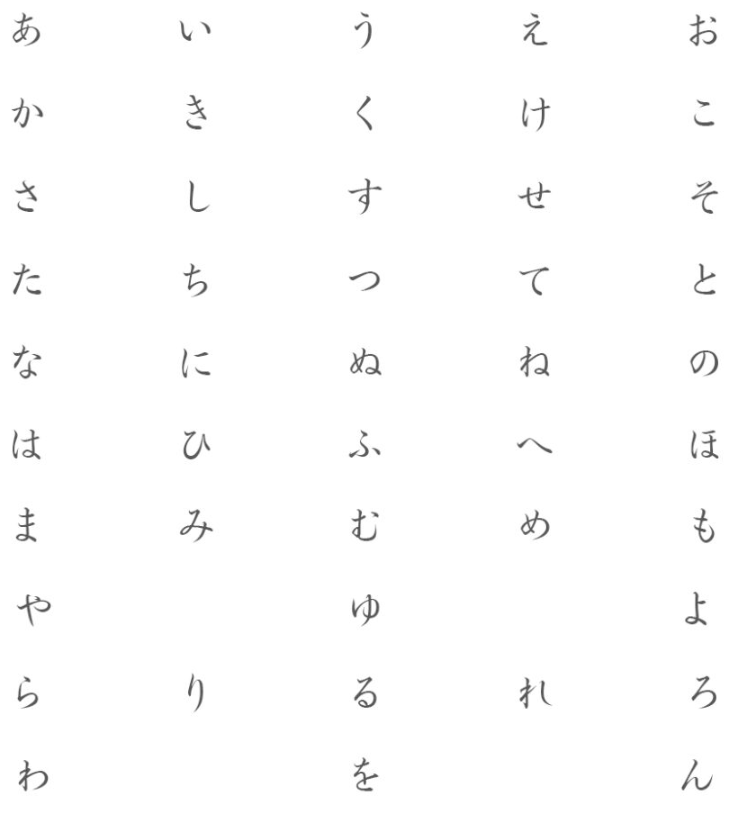 あ い う え お
か き く け こ
さ し す せ そ
た ち つ て と
な に ぬ ね の
は ひ ふ へ ほ
ま み む め も
や ゆ よ
ら り る れ ろ
わ を ん